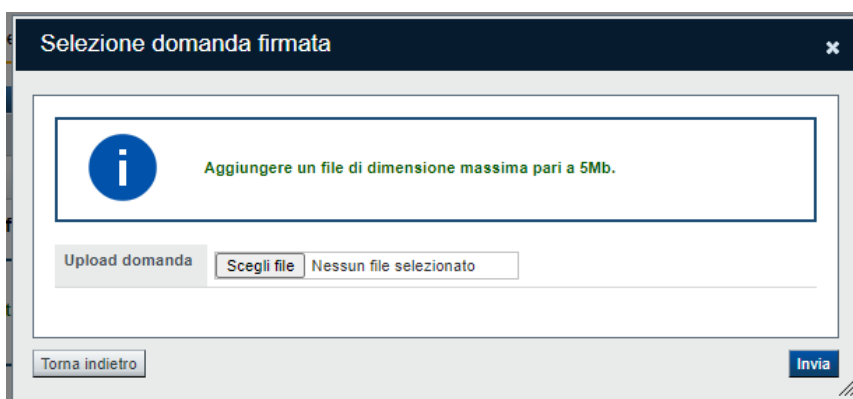 Selezione domanda firmata
Aggiungere un file di dimensione massima pari a 5Mb.
Upload domanda Scegli file Nessun file selezionato
Torna indietro Invia